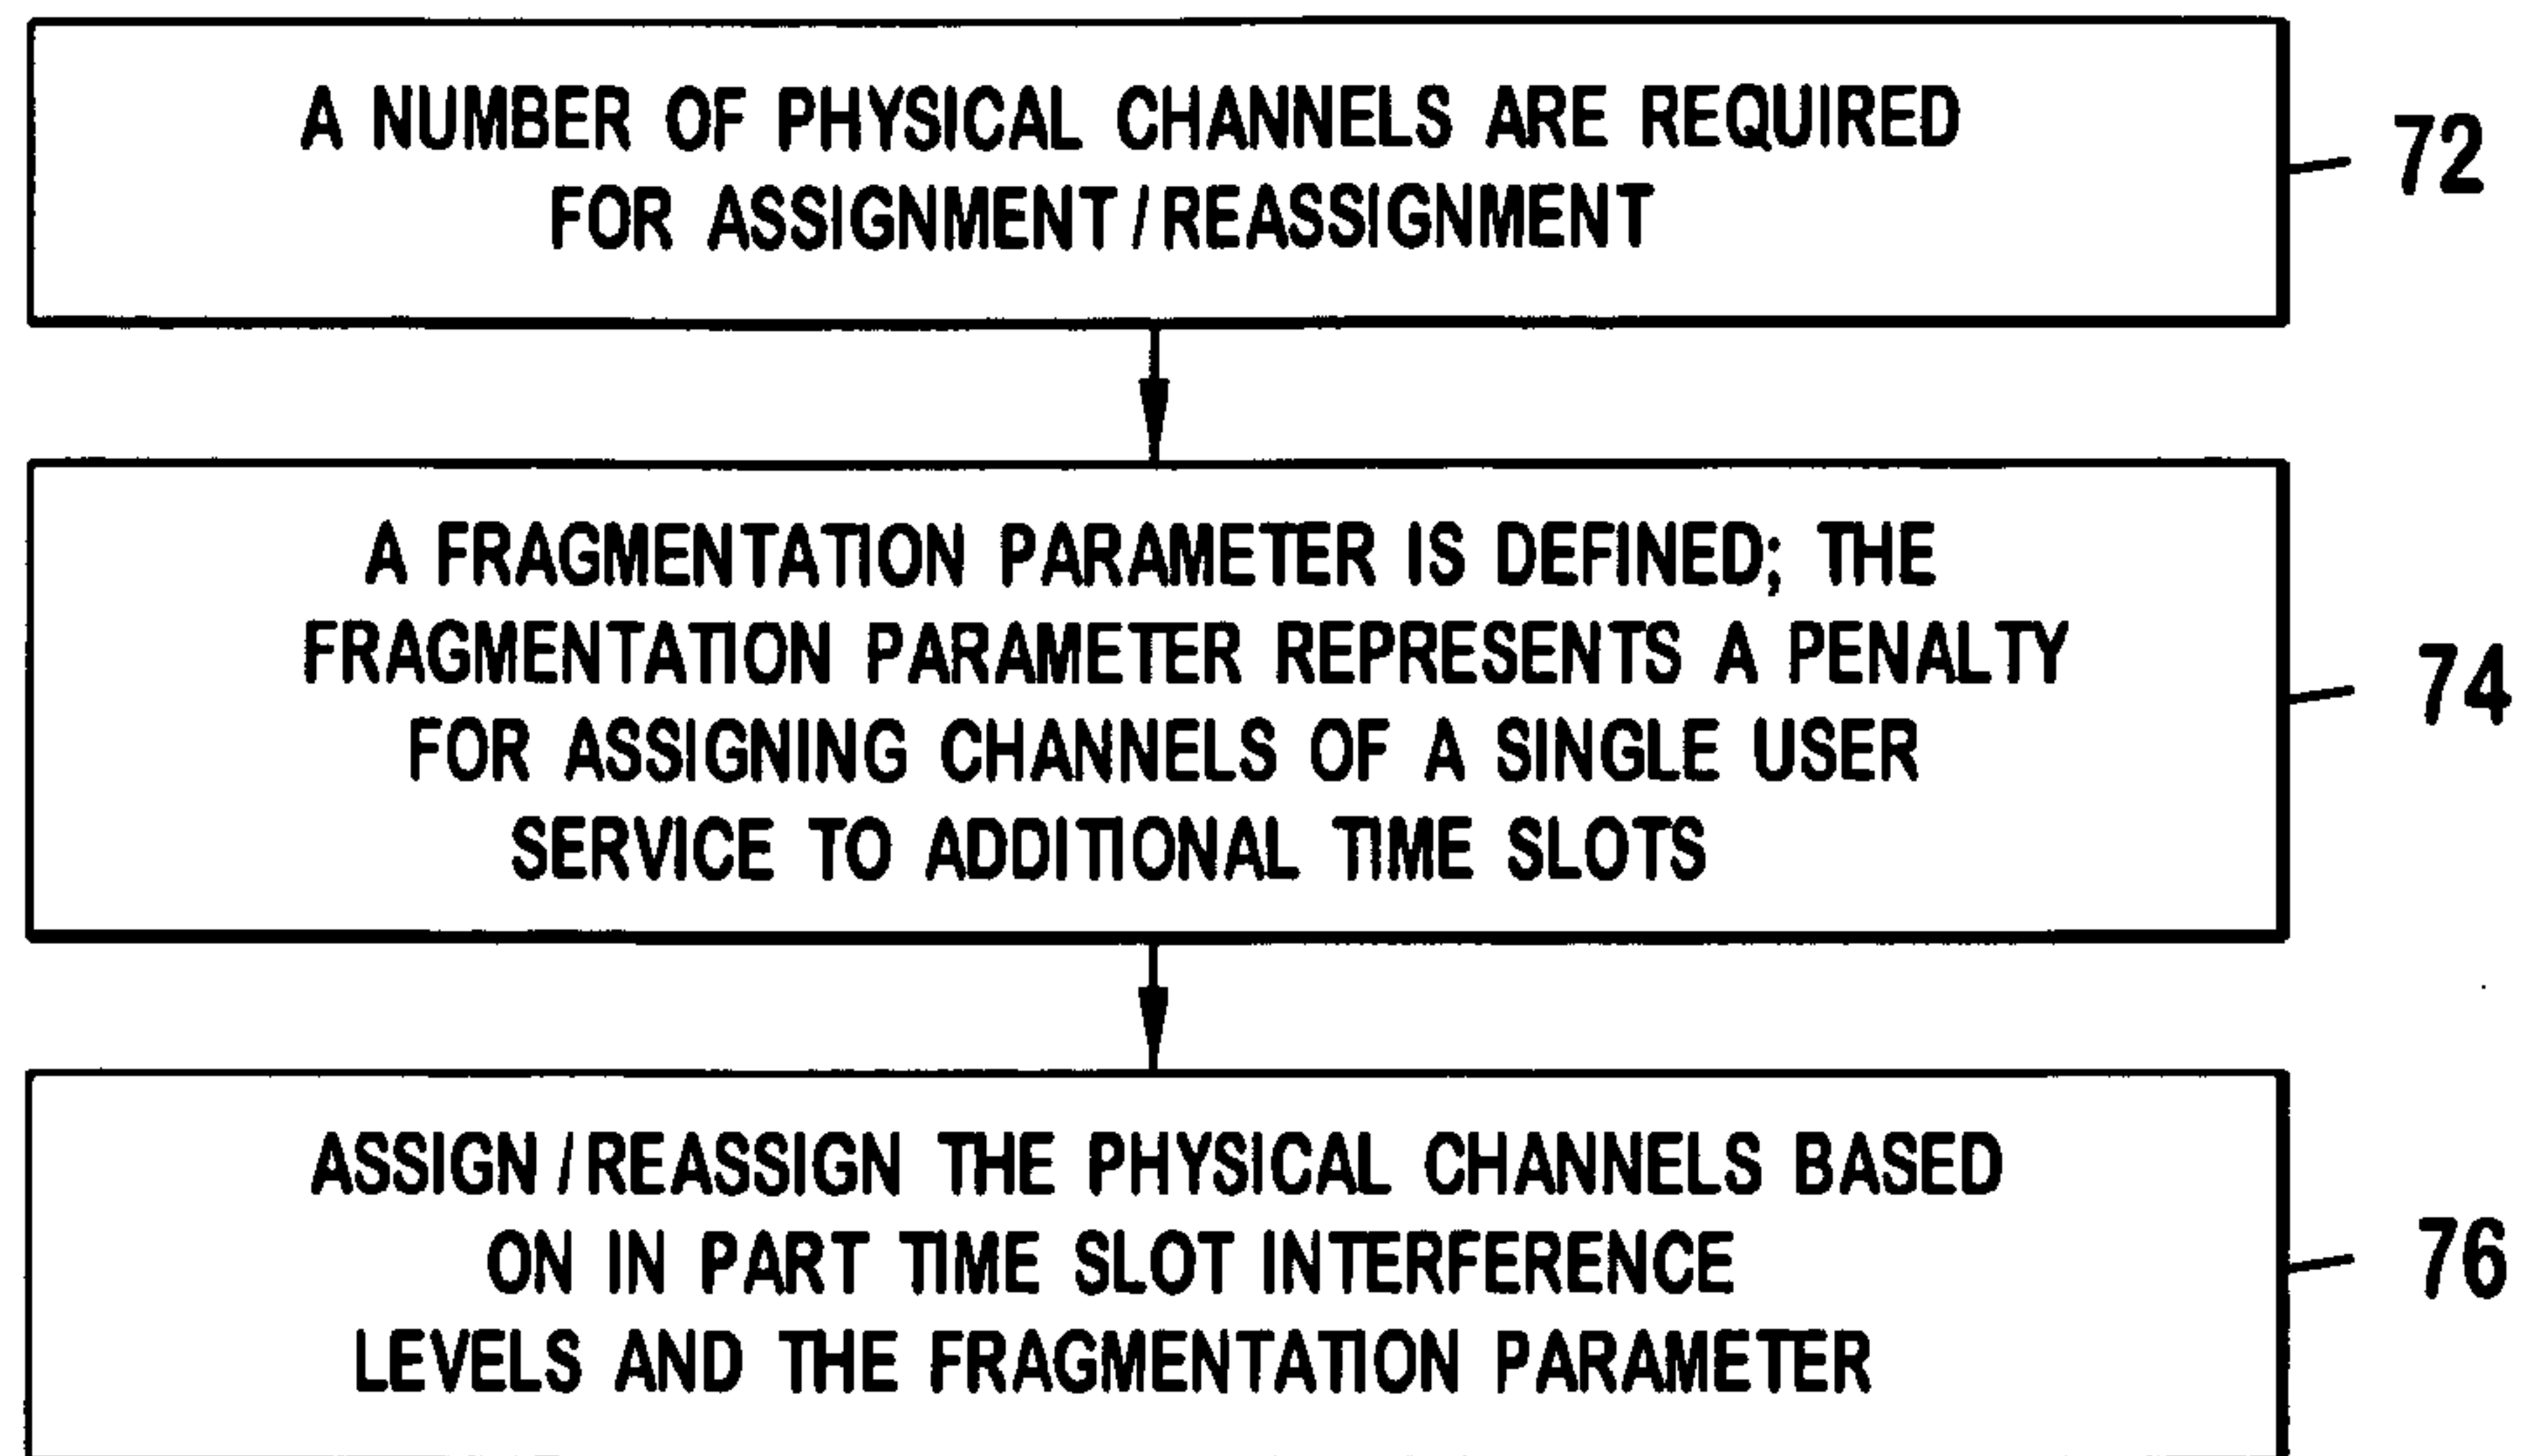 A NUMBER OF PHYSICAL CHANNELS ARE REQUIRED
FOR ASSIGNMENT/REASSIGNMENT
72
A FRAGMENTATION PARAMETER IS DEFINED; THE
FRAGMENTATION PARAMETER REPRESENTS A PENALTY
FOR ASSIGNING CHANNELS OF A SINGLE USER
SERVICE TO ADDITIONAL TIME SLOTS
74
ASSIGN/REASSIGN THE PHYSICAL CHANNELS BASED
ON IN PART TIME SLOT INTERFERENCE
LEVELS AND THE FRAGMENTATION PARAMETER
76